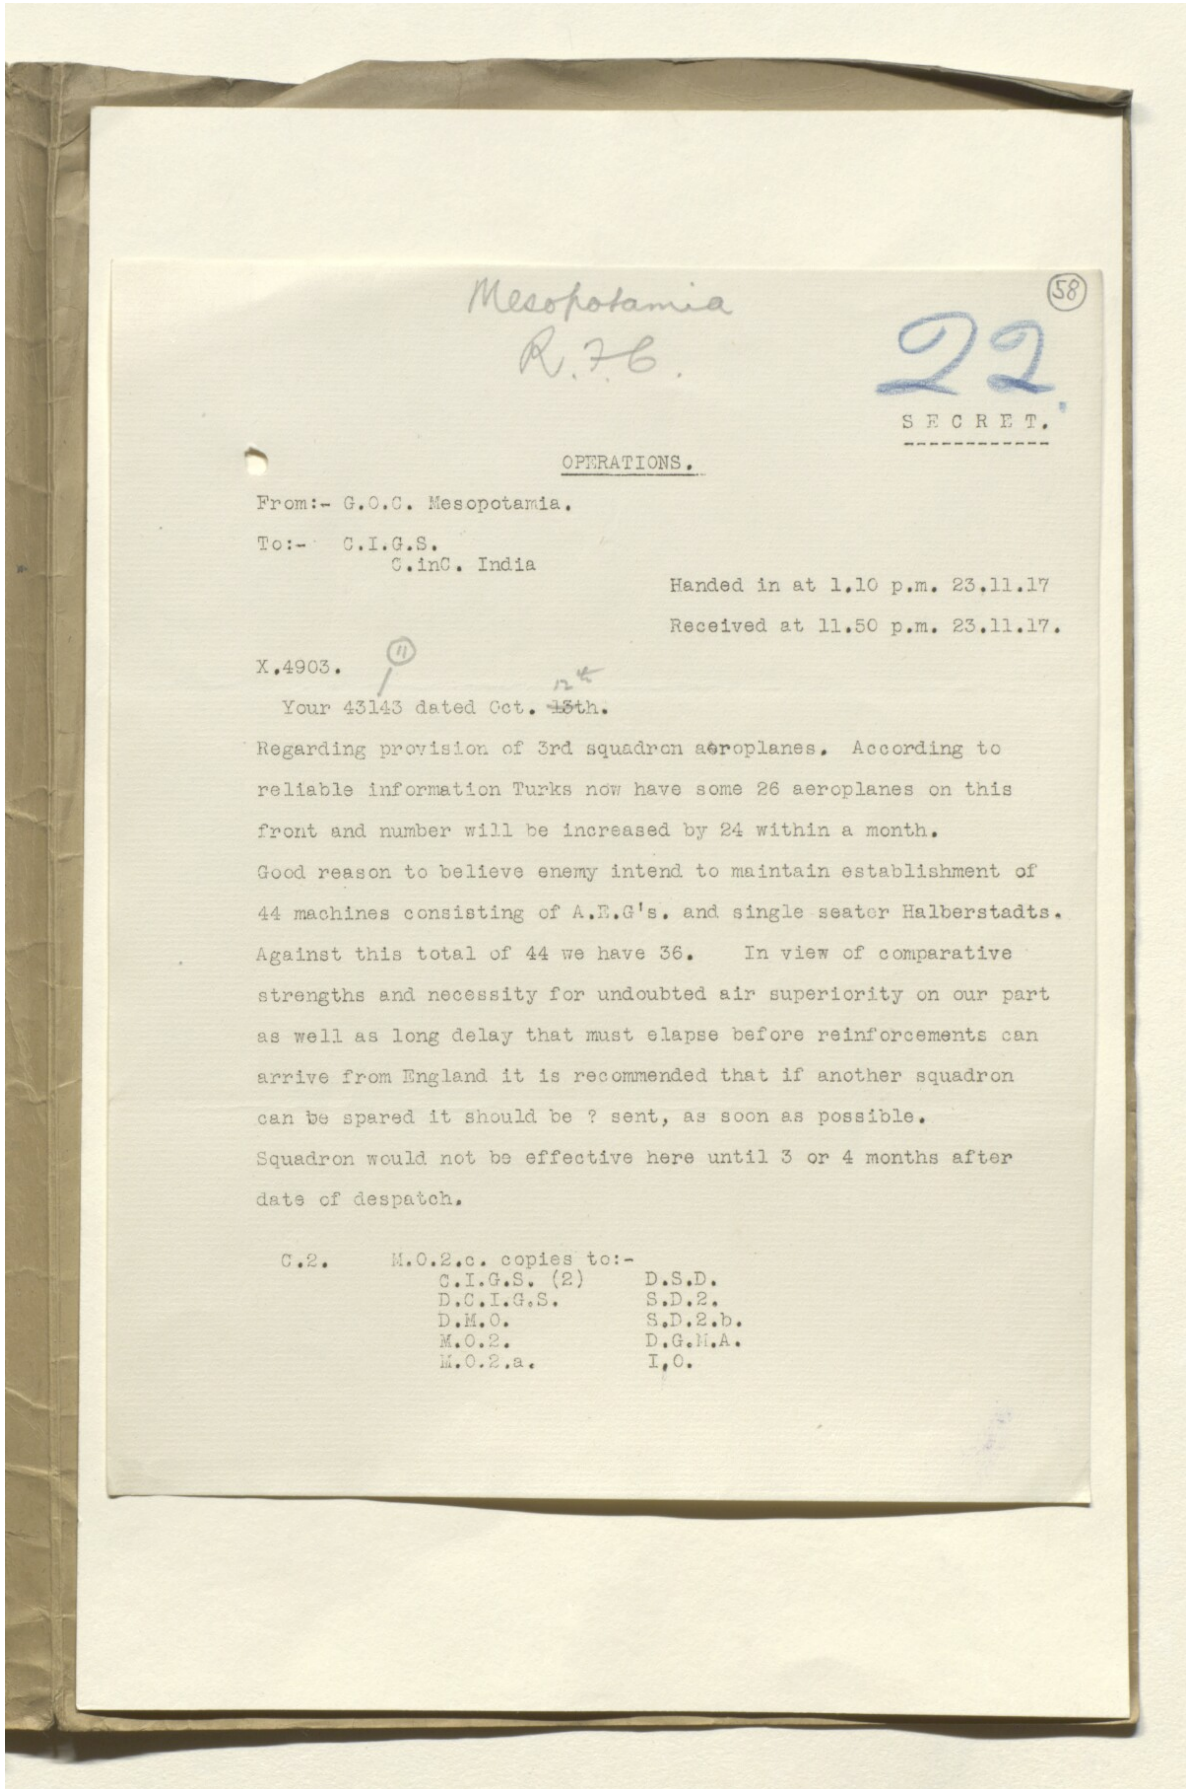 Mesopotamia
58
R.F.C.
22.
SECRET.
OPERATIONS.
From:- G.O.C. Mesopotamia.
To:- C.I.G.S.
C.inC. India
Handed in at 1.10 p.m. 23.11.17
Received at 11.50 p.m. 23.11.17.
11
X.4903.
12th
Your 43143 dated Oct. 13th.
Regarding provision of 3rd squadron aeroplanes. According to
reliable information Turks now have some 26 aeroplanes on this
front and number will be increased by 24 within a month.
Good reason to believe enemy intend to maintain establishment of
44 machines consisting of A.E.G's. and single seater Halberstadts.
Against this total of 44 we have 36. In view of comparative
strengths and necessity for undoubted air superiority on our part
as well as long delay that must elapse before reinforcements can
arrive from England it is recommended that if another squadron
can be spared it should be ? sent, as soon as possible.
Squadron would not be effective here until 3 or 4 months after
date of despatch.
C.2. M.O.2.c. copies to:-
C.I.G.S. (2) D.S.D.
D.C.I.G.S. S.D.2.
D.M.O. S.D.2.b.
M.O.2. D.G.M.A.
M.O.2.a. I.O.